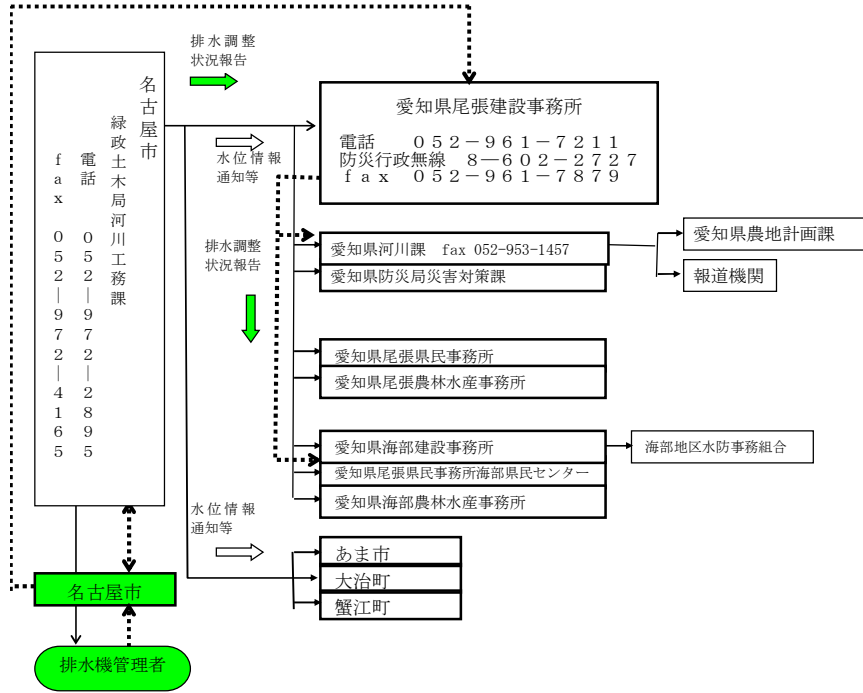 排水調整
状況報告
名古屋市
緑政土木局河川工務課
電話 ０５２―９７２―２８９５
ｆａｘ ０５２―９７２―４１６５
愛知県尾張建設事務所
電話 ０５２－９６１－７２１１
防災行政無線 ８―６０２－２７２７
ｆａｘ ０５２－９６１－７８７９
水位情報
通知等
排水調整
状況報告
愛知県河川課 fax 052-953-1457
愛知県防災局災害対策課
愛知県農地計画課
報道機関
愛知県尾張県民事務所
愛知県尾張農林水産事務所
愛知県海部建設事務所
海部地区水防事務組合
愛知県尾張県民事務所海部県民センター
愛知県海部農林水産事務所
水位情報
通知等
あま市
大治町
蟹江町
名古屋市
排水機管理者